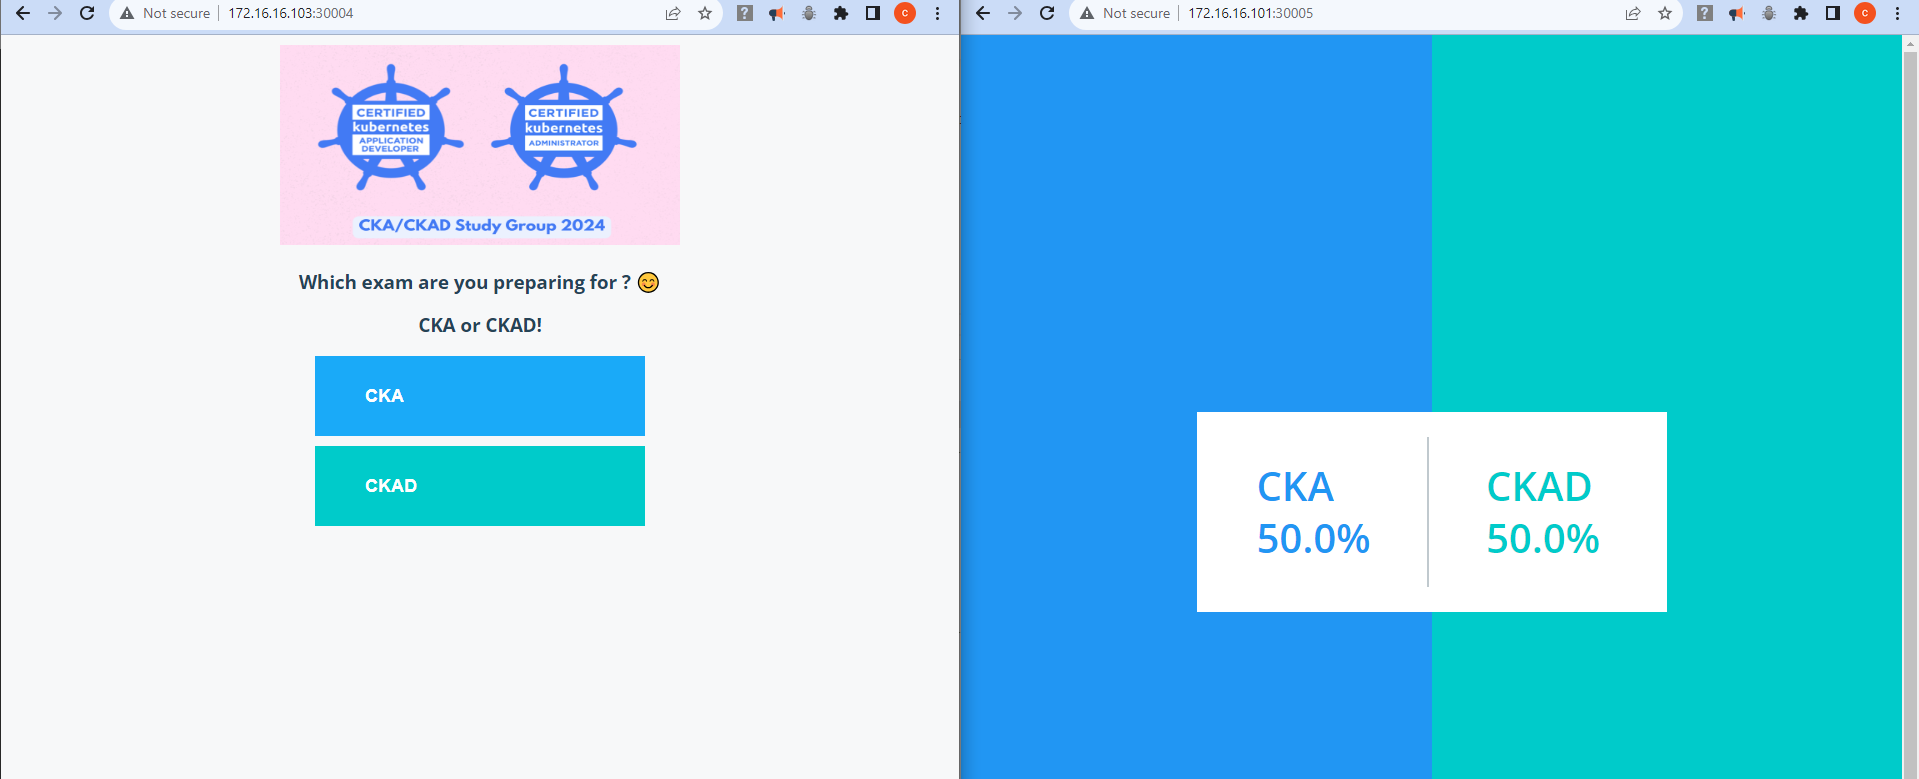 Not secure
172.16.16.103:30004
CERTIFIED
kubernetes
APPLICATION
DEVELOPER
CERTIFIED
kubernetes
ADMINISTRATOR
CKA/CKAD Study Group 2024
Which exam are you preparing for ? 😊
CKA or CKAD!
CKA
CKAD
Not secure
172.16.16.101:30005
CKA
50.0%
CKAD
50.0%